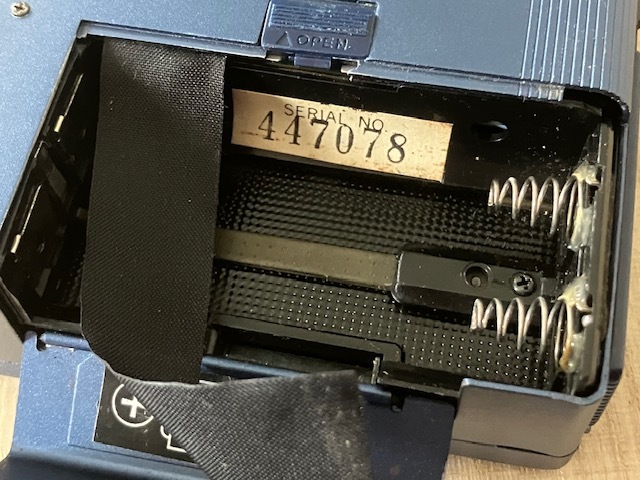 △ OPEN
SERIAL NO.
447078
+